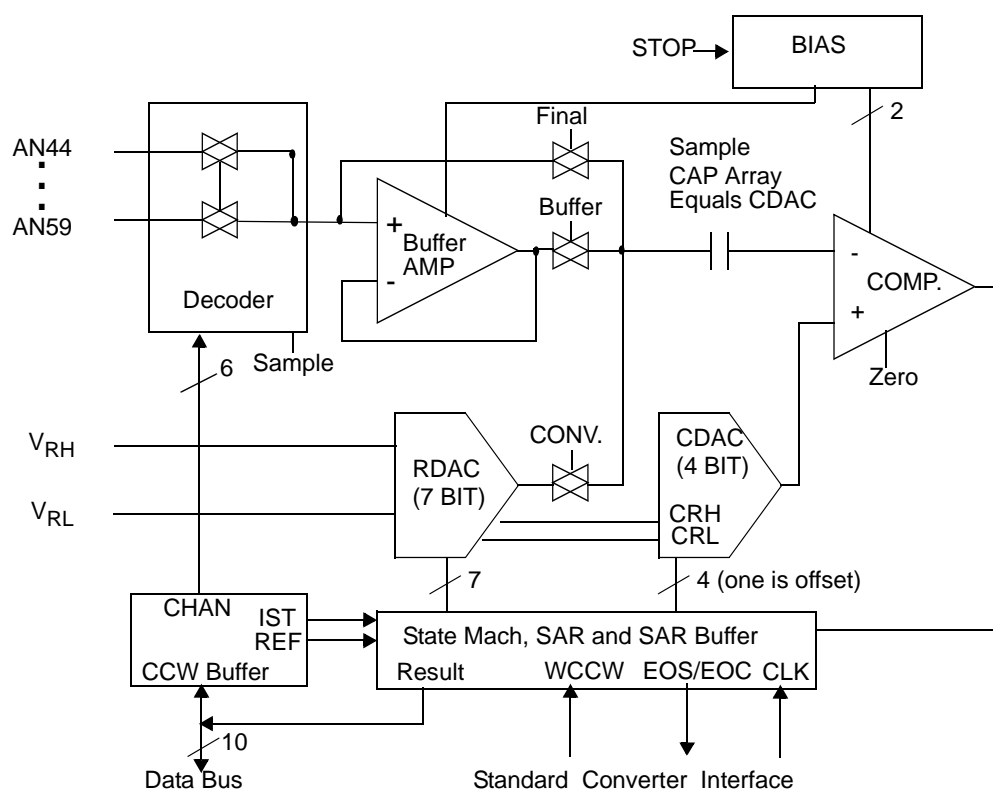 STOP
BIAS
2
AN44
AN59
Final
Sample
CAP Array
Equals CDAC
Buffer
+
Buffer
AMP
-
-
COMP.
+
Decoder
Sample
Zero
6
VRH
VRL
CONV.
RDAC
(7 BIT)
CDAC
(4 BIT)
CRH
CRL
7
4 (one is offset)
CHAN
IST
REF
CCW Buffer
State Mach, SAR and SAR Buffer
Result
WCCW
EOS/EOC
CLK
10
Data Bus
Standard Converter Interface